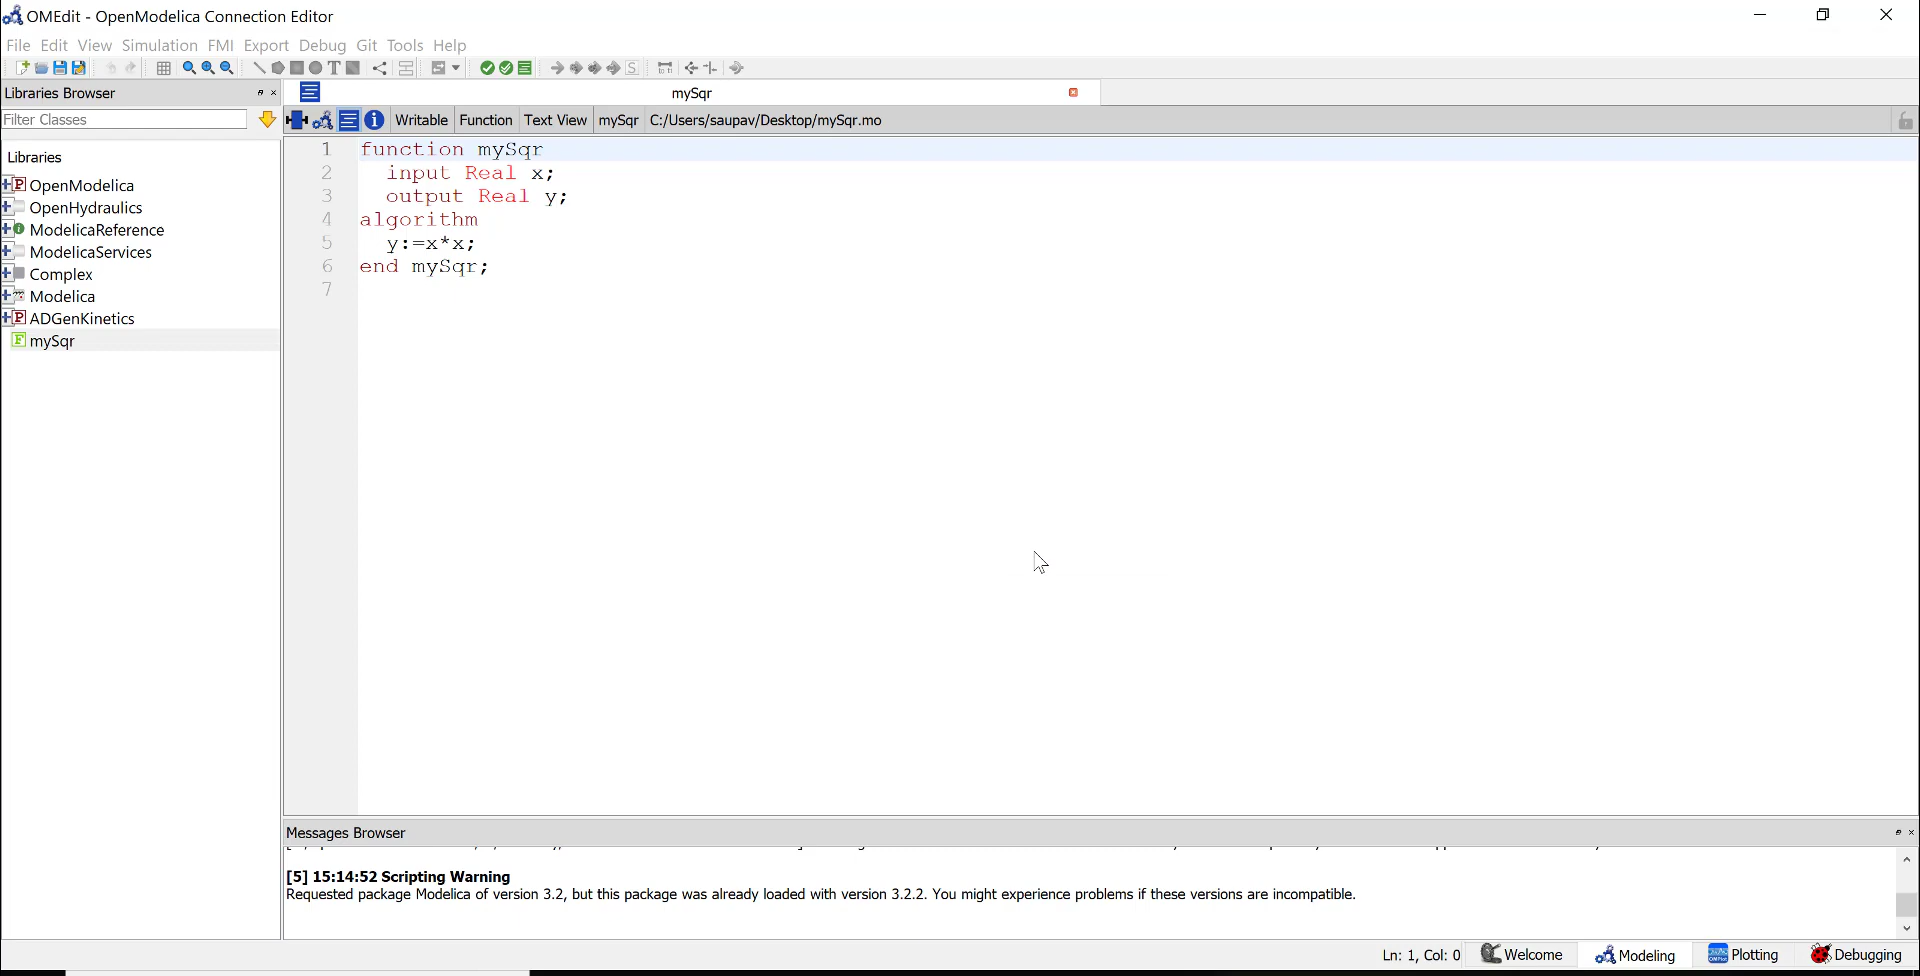 OMEdit - OpenModelica Connection Editor
File Edit View Simulation FMI Export Debug Git Tools Help
Libraries Browser
mySqr
Filter Classes
Writable Function Text View mySqr C:/Users/saupav/Desktop/mySqr.mo
Libraries
OpenModelica
OpenHydraulics
ModelicaReference
ModelicaServices
Complex
Modelica
ADGenKinetics
mySqr
1 function mySqr
2 input Real x;
3 output Real y;
4 algorithm
5 y:=x*x;
6 end mySqr;
7
Messages Browser
[5] 15:14:52 Scripting Warning
Requested package Modelica of version 3.2, but this package was already loaded with version 3.2.2. You might experience problems if these versions are incompatible.
Ln: 1, Col: 0 Welcome Modeling Plotting Debugging